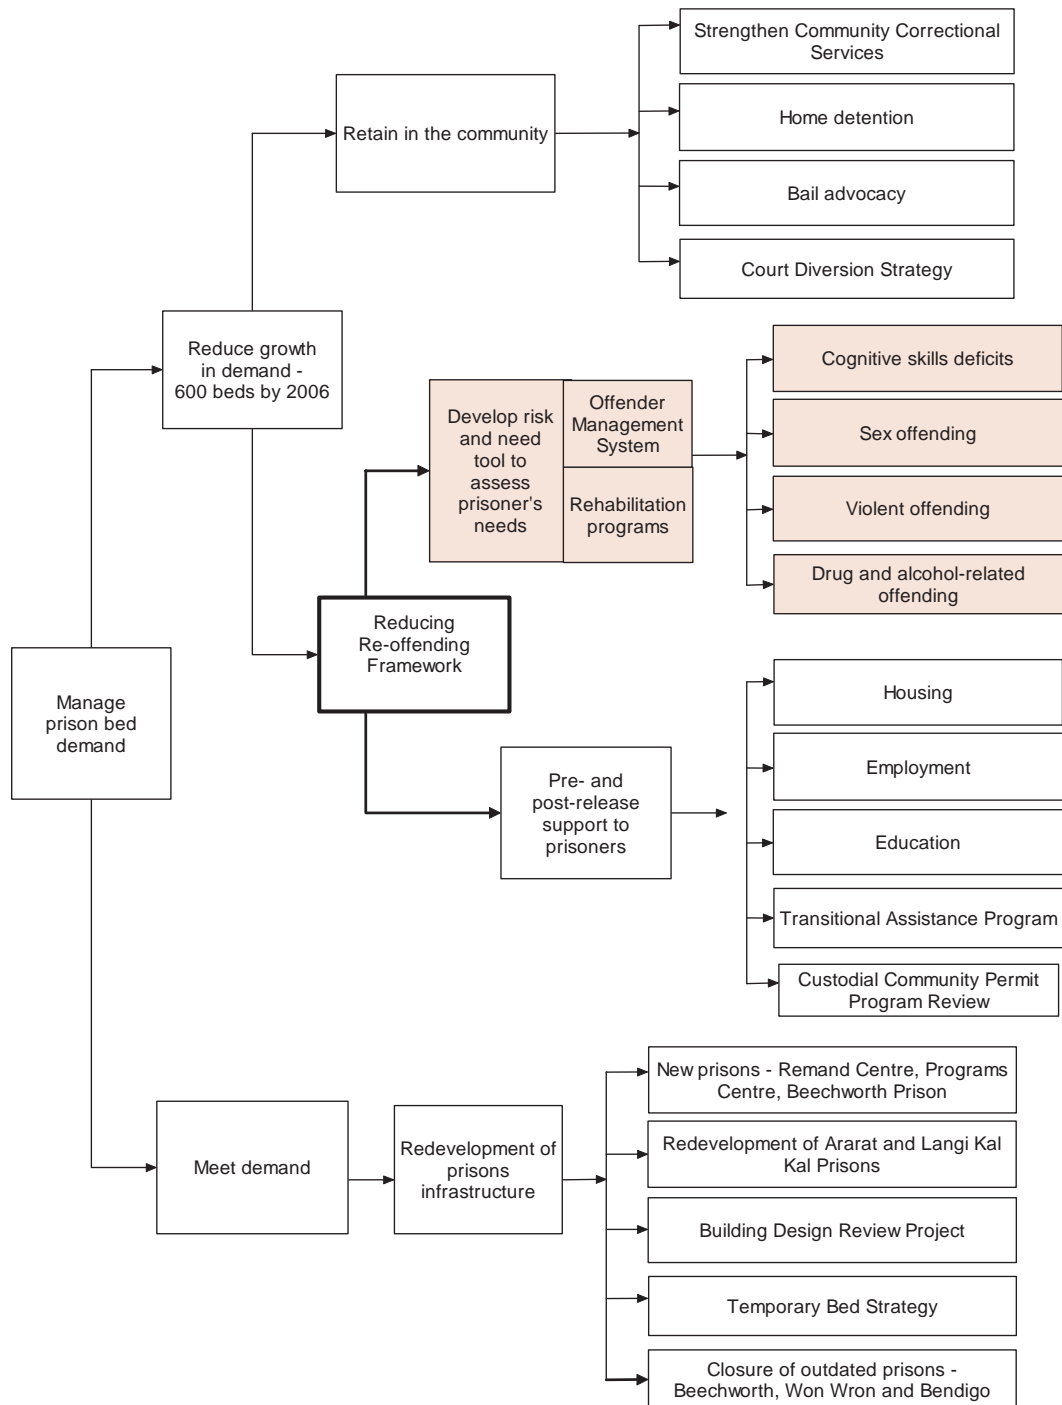 Strengthen Community Correctional
Services
Retain in the community
Home detention
Bail advocacy
Court Diversion Strategy
Reduce growth
in demand -
600 beds by 2006
Develop risk
and need
tool to
assess
prisoner's
needs
Offender
Management
System
Rehabilitation
programs
Cognitive skills deficits
Sex offending
Violent offending
Drug and alcohol-related
offending
Reducing
Re-offending
Framework
Manage
prison bed
demand
Pre- and
post-release
support to
prisoners
Housing
Employment
Education
Transitional Assistance Program
Custodial Community Permit
Program Review
Meet demand
Redevelopment of
prisons
infrastructure
New prisons - Remand Centre, Programs
Centre, Beechworth Prison
Redevelopment of Ararat and Langi Kal
Kal Prisons
Building Design Review Project
Temporary Bed Strategy
Closure of outdated prisons -
Beechworth, Won Wron and Bendigo